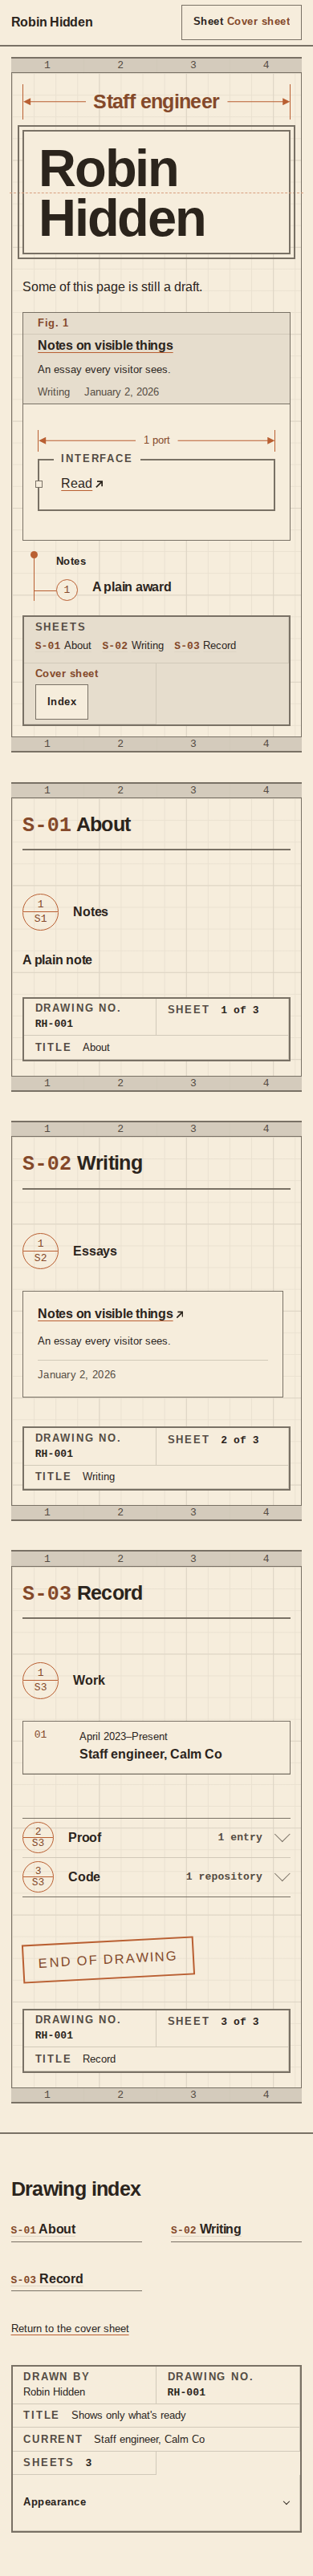 Robin Hidden
Sheet Cover sheet
1 2 3 4
Staff engineer
Robin
Hidden
Some of this page is still a draft.
Fig. 1
Notes on visible things
An essay every visitor sees.
Writing January 2, 2026
1 port
INTERFACE
Read
Notes
1 A plain award
SHEETS
S-01 About S-02 Writing S-03 Record
Cover sheet
Index
1 2 3 4
1 2 3 4
S-01 About
1
S1
Notes
A plain note
DRAWING NO.
RH-001
SHEET 1 of 3
TITLE About
1 2 3 4
1 2 3 4
S-02 Writing
1
S2
Essays
Notes on visible things
An essay every visitor sees.
January 2, 2026
DRAWING NO.
RH-001
SHEET 2 of 3
TITLE Writing
1 2 3 4
1 2 3 4
S-03 Record
1
S3
Work
01
April 2023–Present
Staff engineer, Calm Co
2
S3
Proof
1 entry
3
S3
Code
1 repository
END OF DRAWING
DRAWING NO.
RH-001
SHEET 3 of 3
TITLE Record
1 2 3 4
Drawing index
S-01 About
S-02 Writing
S-03 Record
Return to the cover sheet
DRAWN BY
Robin Hidden
DRAWING NO.
RH-001
TITLE Shows only what's ready
CURRENT Staff engineer, Calm Co
SHEETS 3
Appearance